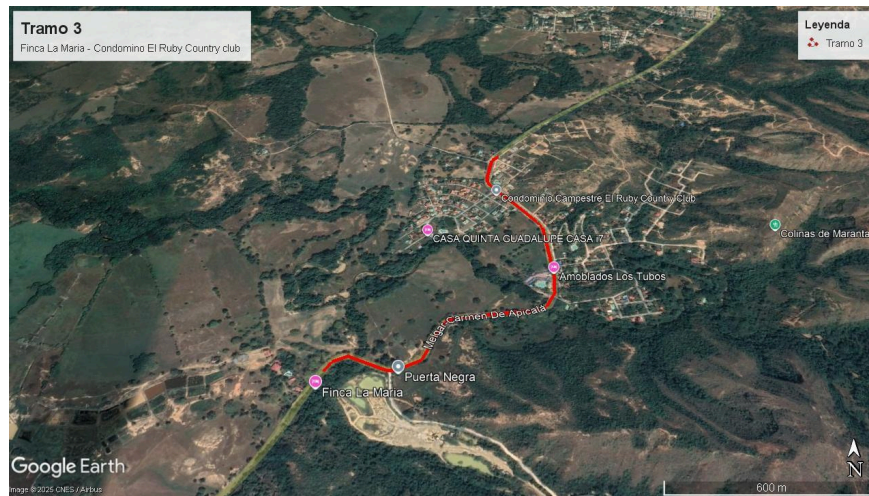 Tramo 3
Finca La Maria - Condomino El Ruby Country club
Leyenda
Tramo 3
Condominio Campestre El Ruby Country Club
CASA QUINTA GUADALUPE CASA i7
Colinas de Maranta
Amoblados Los Tubos
Melgar Carmen De Apicalá
Puerta Negra
Finca La Maria
Google Earth
Image © 2025 CNES / Airbus
600 m
N